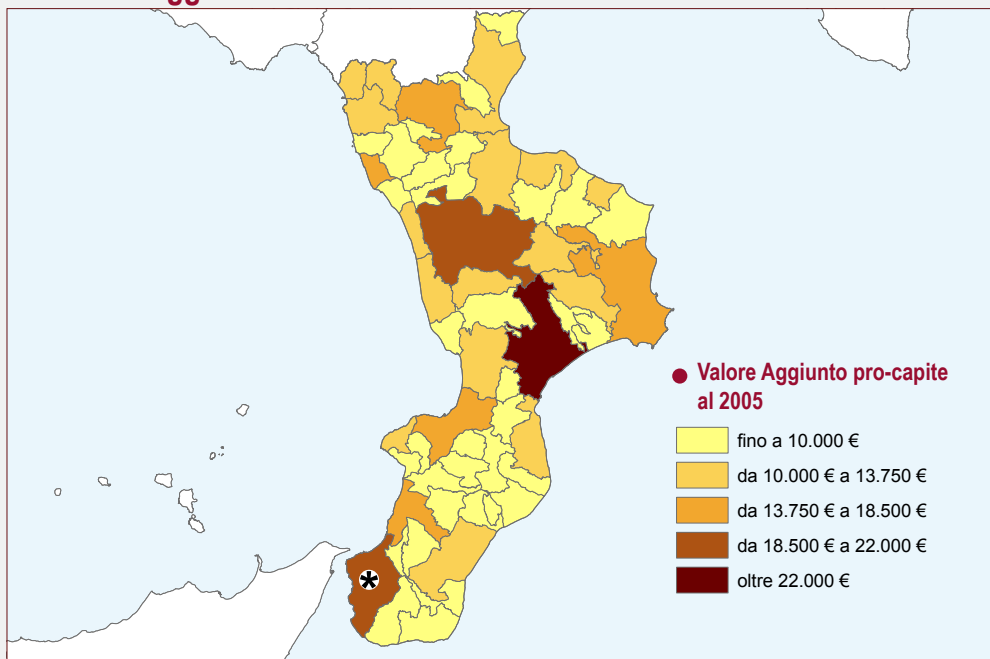 Valore Aggiunto pro-capite
al 2005
fino a 10.000 €
da 10.000 € a 13.750 €
da 13.750 € a 18.500 €
da 18.500 € a 22.000 €
oltre 22.000 €